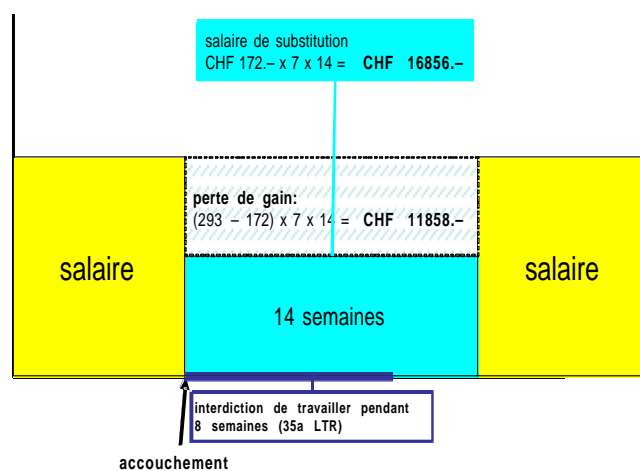 salaire de substitution
CHF 172.– x 7 x 14 = CHF 16856.–
perte de gain:
(293 – 172) x 7 x 14 = CHF 11858.–
salaire
salaire
14 semaines
interdiction de travailler pendant
8 semaines (35a LTR)
accouchement